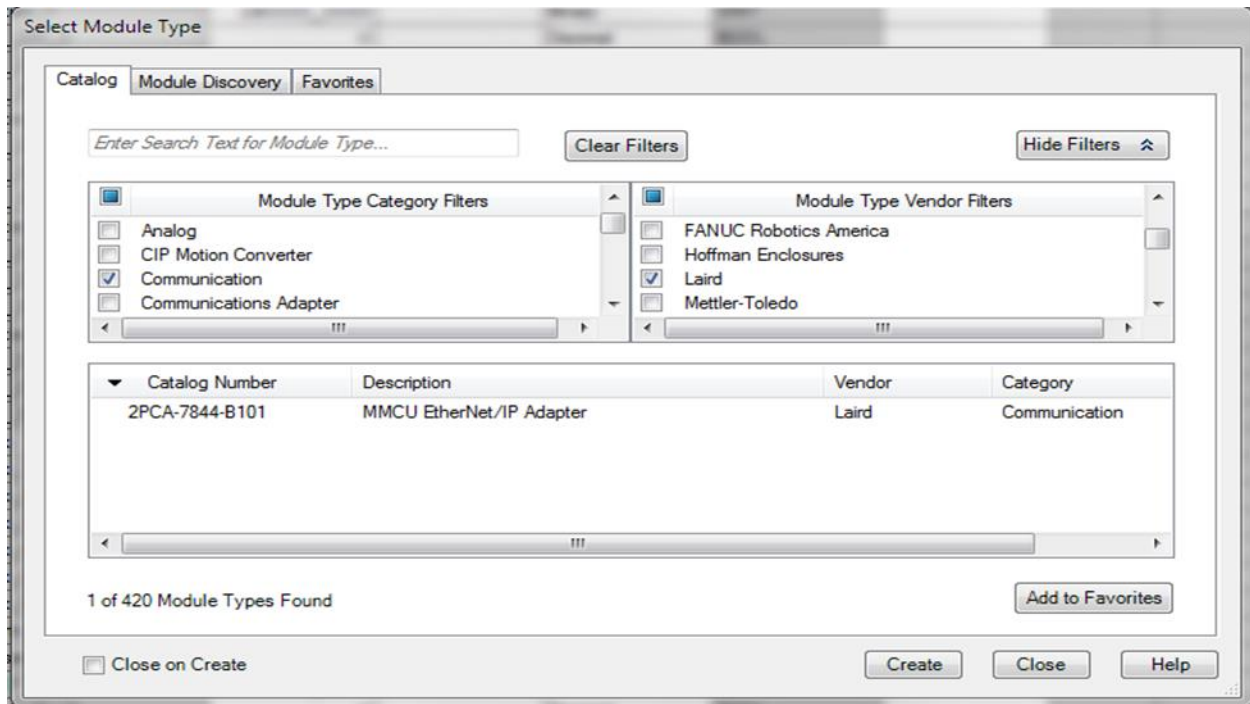 Select Module Type
Catalog Module Discovery Favorites
Enter Search Text for Module Type... Clear Filters Hide Filters
Module Type Category Filters Module Type Vendor Filters
Analog FANUC Robotics America
CIP Motion Converter Hoffman Enclosures
Communication Laird
Communications Adapter Mettler-Toledo
Catalog Number Description Vendor Category
2PCA-7844-B101 MMCU EtherNet/IP Adapter Laird Communication
1 of 420 Module Types Found Add to Favorites
Close on Create Create Close Help